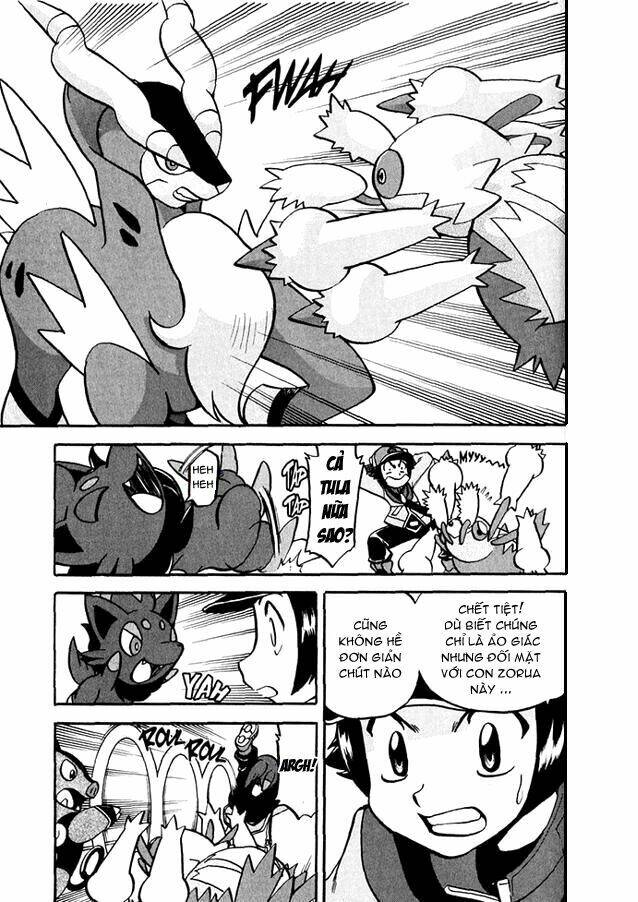 FWAH
HEH
HEH
TAP
TAP
CẢ
TULA
NỮA
SAO?
MYYY
YAH
CŨNG
KHÔNG HỀ
ĐƠN GIẢN
CHÚT NÀO
CHẾT TIỆT!
DÙ BIẾT CHÚNG
CHỈ LÀ ẢO GIÁC
NHƯNG ĐỐI MẶT
VỚI CON ZORUA
NÀY ...
ROUL
ROUL
ARGH!